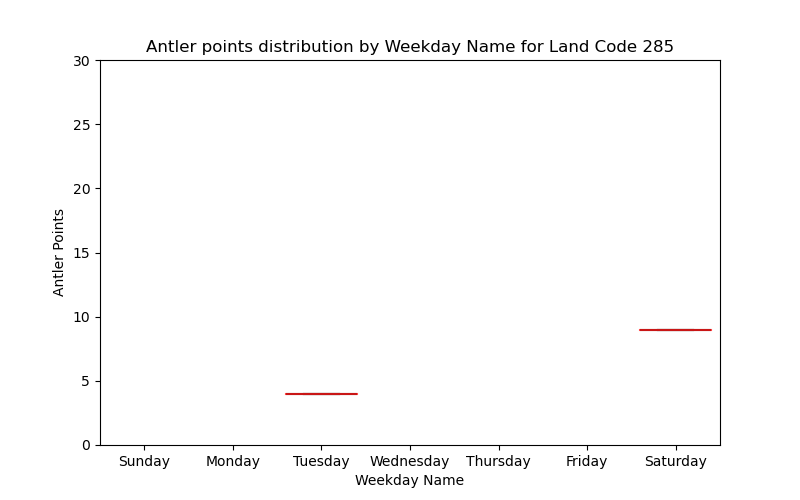 Antler points distribution by Weekday Name for Land Code 285
30
25
20
15
10
5
0
Antler Points
Sunday Monday Tuesday Wednesday Thursday Friday Saturday
Weekday Name